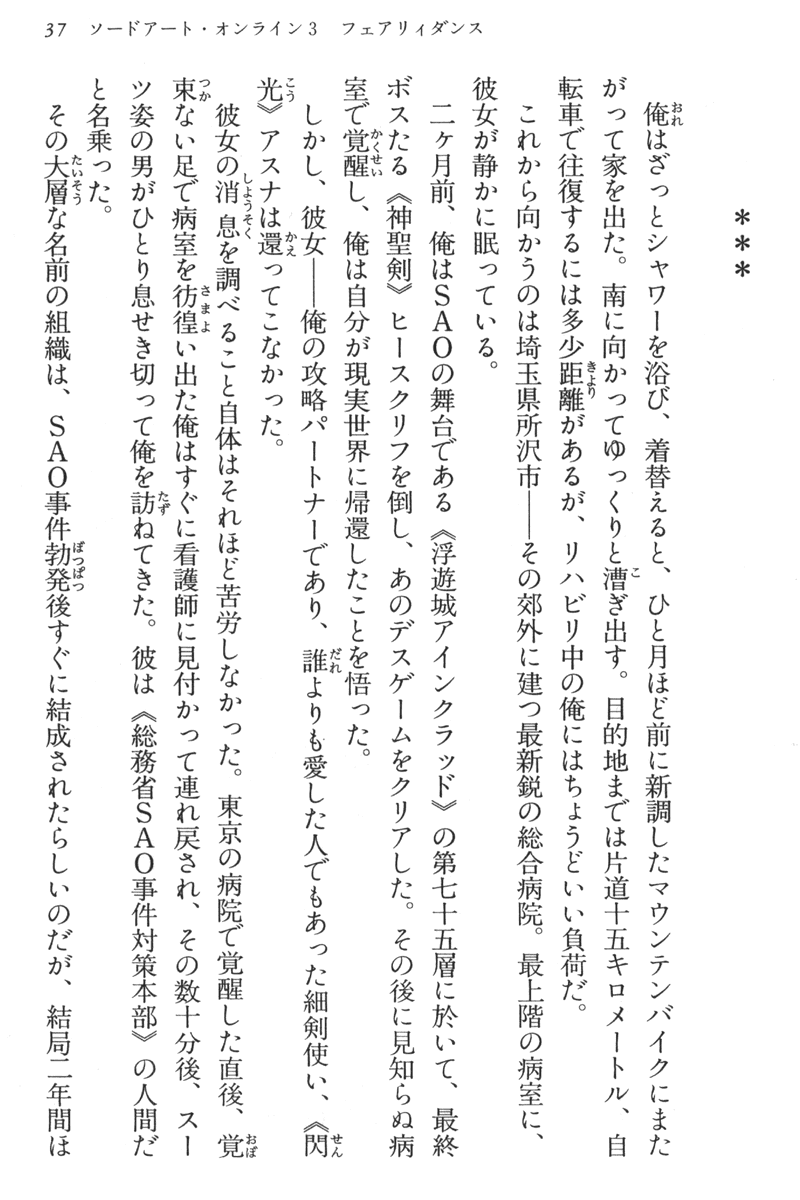 37　ソードアート・オンライン3　フェアリィダンス
＊＊＊
俺はざっとシャワーを浴び、着替えると、ひと月ほど前に新調したマウンテンバイクにまた
がって家を出た。南に向かってゆっくりと漕ぎ出す。目的地までは片道十五キロメートル、自
転車で往復するには多少距離があるが、リハビリ中の俺にはちょうどいい負荷だ。
これから向かうのは埼玉県所沢市――その郊外に建つ最新鋭の総合病院。最上階の病室に、
彼女が静かに眠っている。
二ヶ月前、俺はSAOの舞台である《浮遊城アインクラッド》の第七十五層に於いて、最終
ボスたる《神聖剣》ヒースクリフを倒し、あのデスゲームをクリアした。その後に見知らぬ病
室で覚醒し、俺は自分が現実世界に帰還したことを悟った。
しかし、彼女――俺の攻略パートナーであり、誰よりも愛した人でもあった細剣使い、《閃
光》アスナは還ってこなかった。
彼女の消息を調べること自体はそれほど苦労しなかった。東京の病院で覚醒した直後、覚
束ない足で病室を彷徨い出た俺はすぐに看護師に見付かって連れ戻され、その数十分後、スー
ツ姿の男がひとり息せき切って俺を訪ねてきた。彼は《総務省SAO事件対策本部》の人間だ
と名乗った。
その大層な名前の組織は、SAO事件勃発後すぐに結成されたらしいのだが、結局二年間ほ